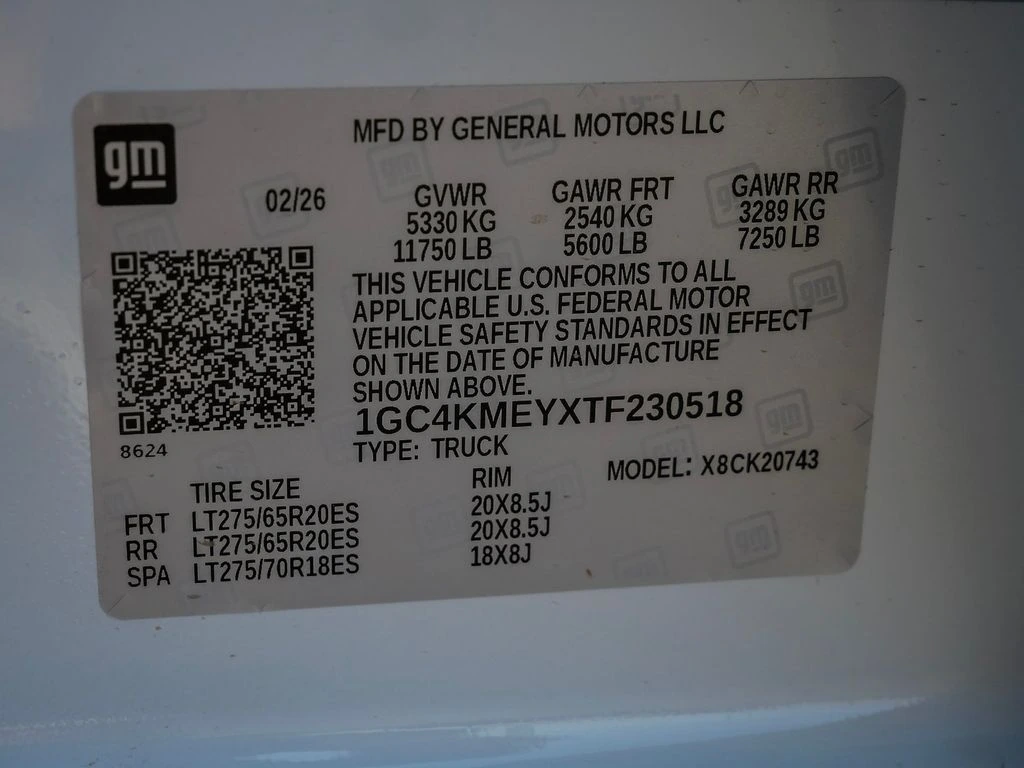 gm
MFD BY GENERAL MOTORS LLC
02/26 GVWR GAWR FRT GAWR RR
5330 KG 2540 KG 3289 KG
11750 LB 5600 LB 7250 LB
THIS VEHICLE CONFORMS TO ALL
APPLICABLE U.S. FEDERAL MOTOR
VEHICLE SAFETY STANDARDS IN EFFECT
ON THE DATE OF MANUFACTURE
SHOWN ABOVE.
1GC4KMEYXTF230518
8624
TYPE: TRUCK
MODEL: X8CK20743
TIRE SIZE RIM
FRT LT275/65R20ES 20X8.5J
RR LT275/65R20ES 20X8.5J
SPA LT275/70R18ES 18X8J